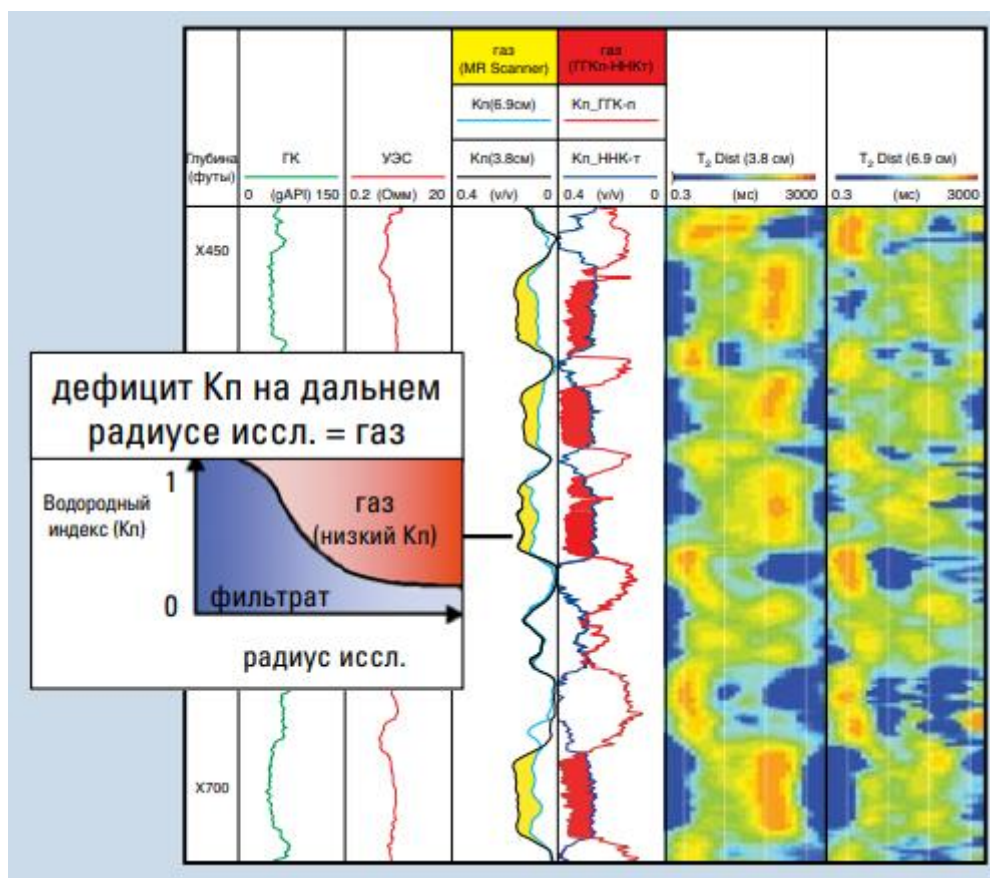 газ
(MR Scanner)
газ
(ГГКп-ННКт)
Кп(6.9см)
Кп_ГГК-п
Глубина
(футы)
ГК
УЭС
Кп(3.8см)
Кп_ННК-т
T2 Dist (3.8 см)
T2 Dist (6.9 см)
0 (gAPI) 150
0.2 (Омм) 20
0.4 (v/v) 0
0.4 (v/v) 0
0.3 (мс) 3000
0.3 (мс) 3000
X450
дефицит Кп на дальнем
радиусе иссл. = газ
Водородный
индекс (Кп)
1
газ
(низкий Кп)
0
фильтрат
радиус иссл.
X700